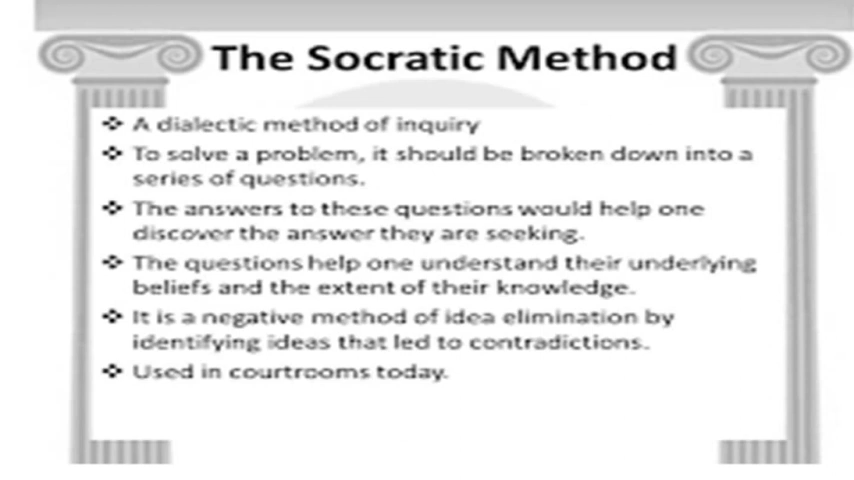 The Socratic Method
❖ A dialectic method of inquiry
❖ To solve a problem, it should be broken down into a
series of questions.
❖ The answers to these questions would help one
discover the answer they are seeking.
❖ The questions help one understand their underlying
beliefs and the extent of their knowledge.
❖ It is a negative method of idea elimination by
identifying ideas that led to contradictions.
❖ Used in courtrooms today.